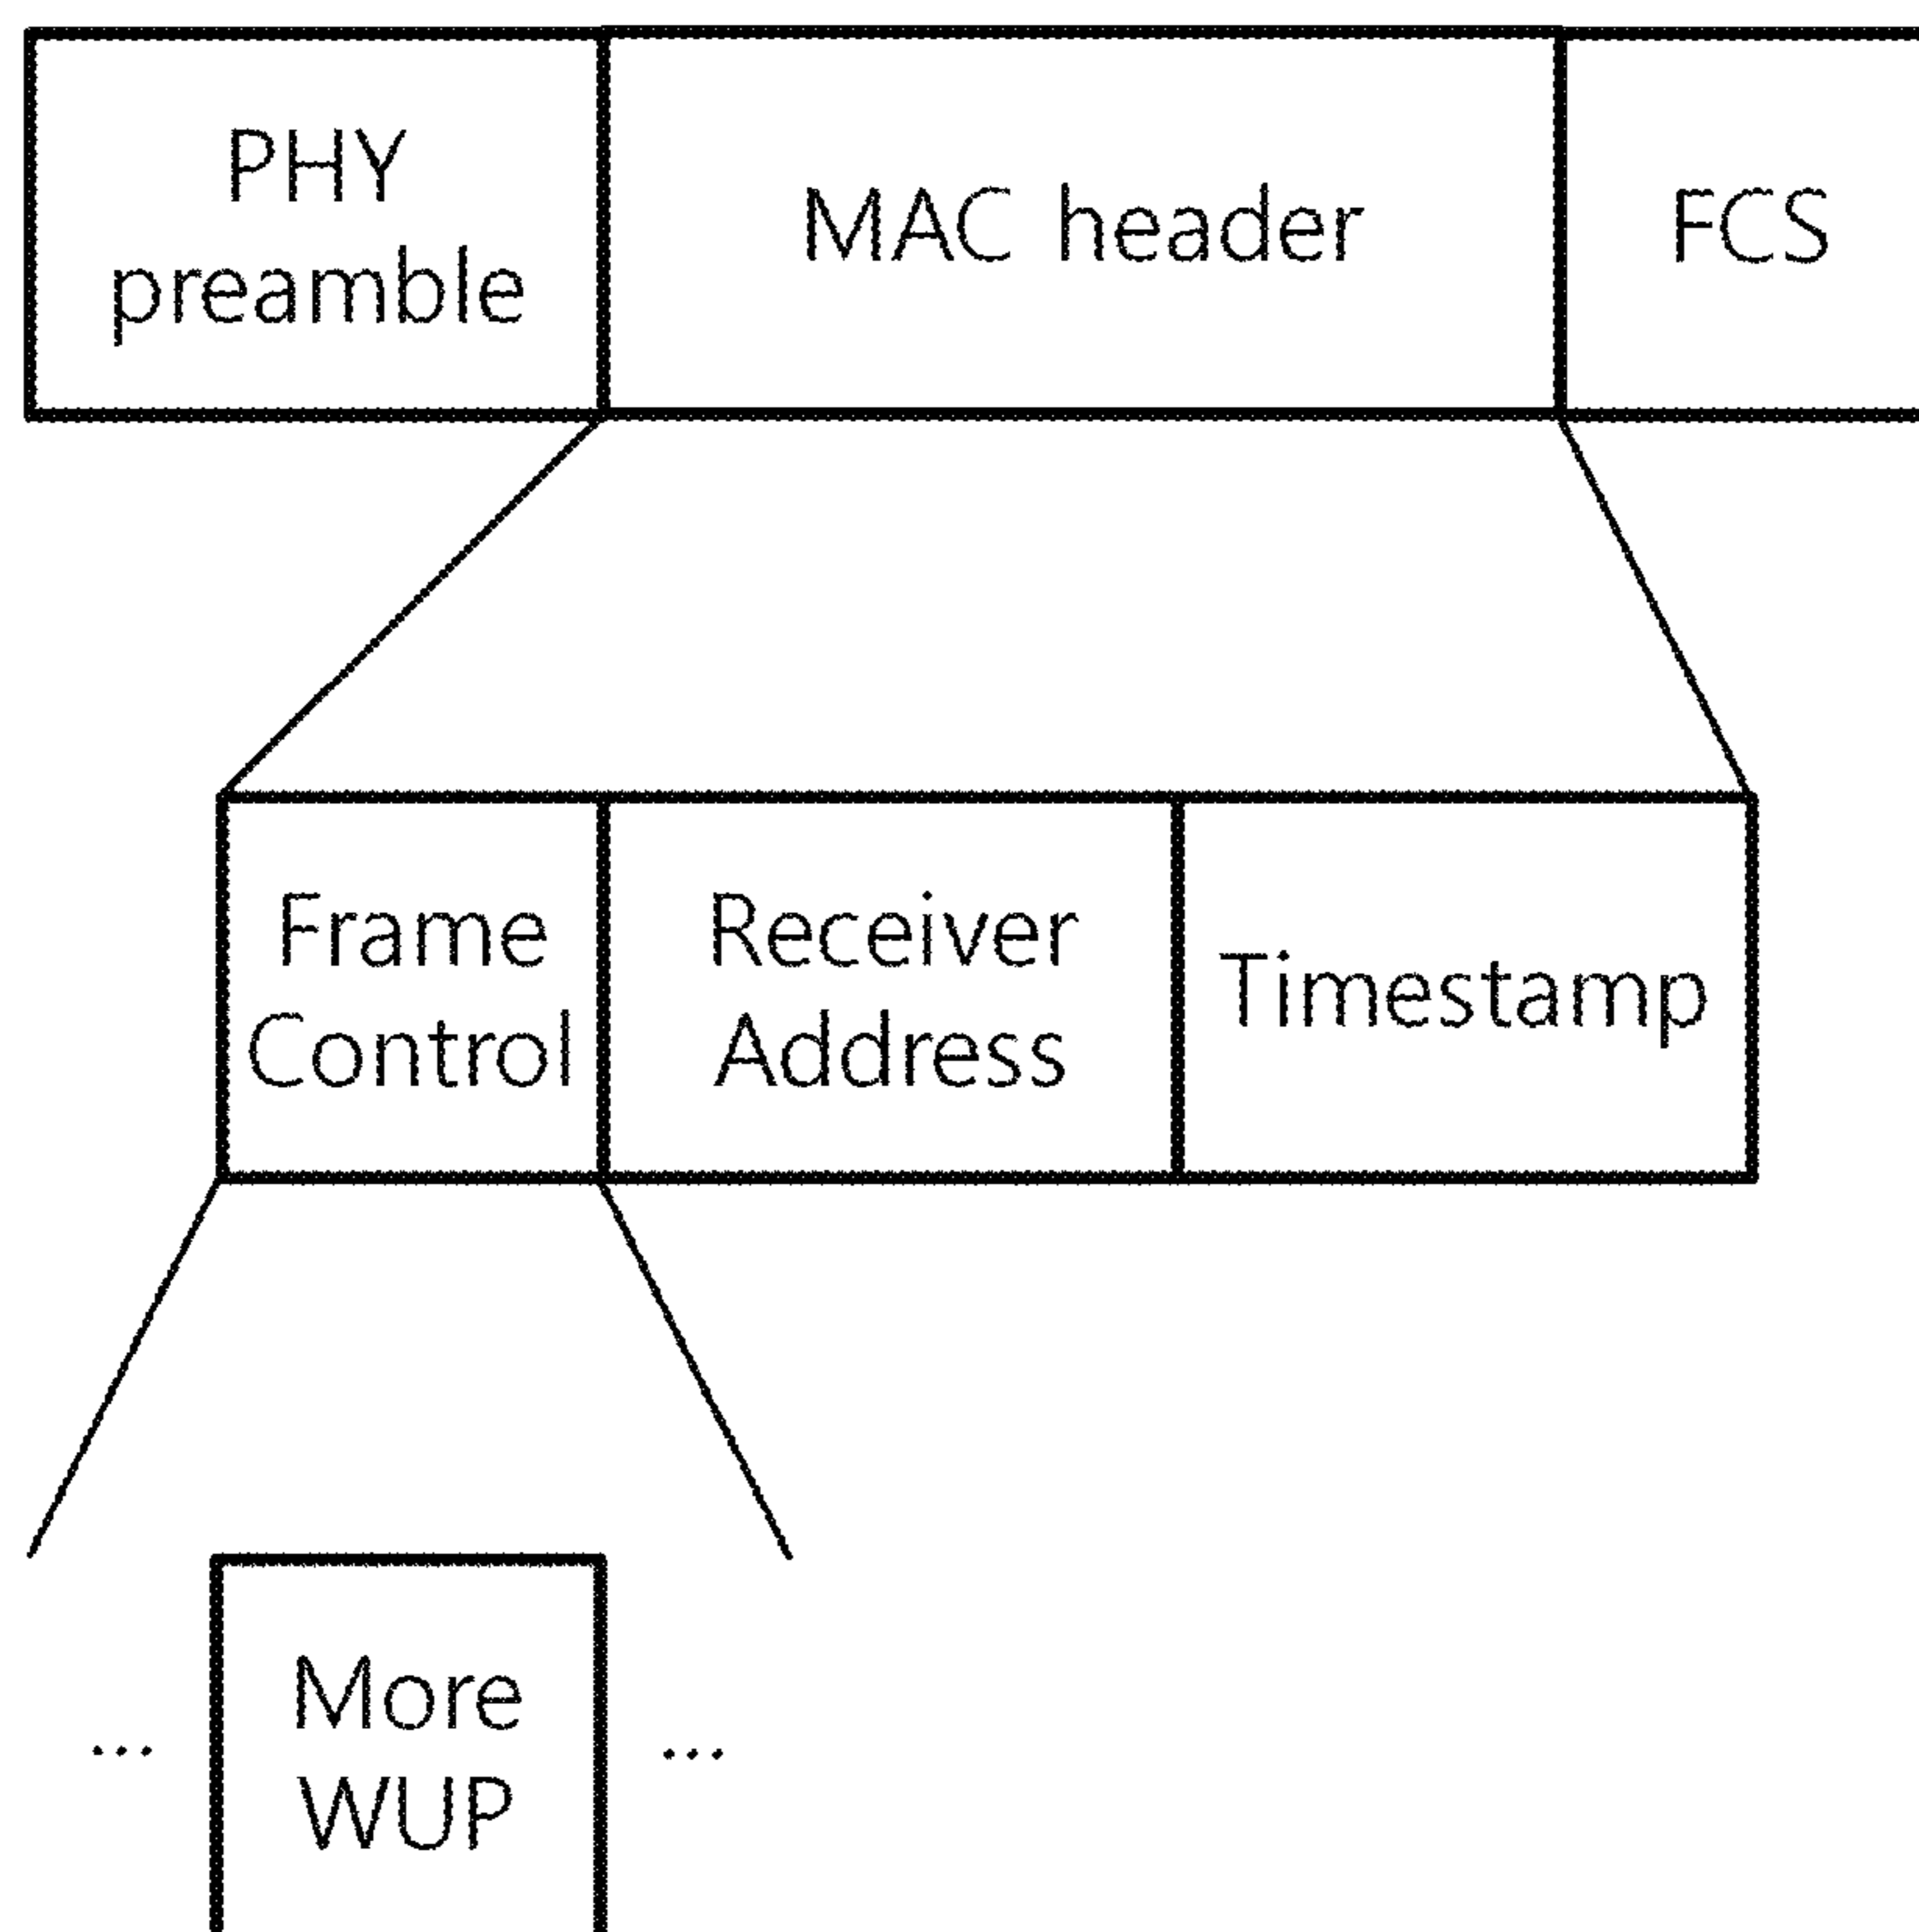 PHY
preamble
MAC header
FCS
Frame
Control
Receiver
Address
Timestamp
More
WUP
...
...